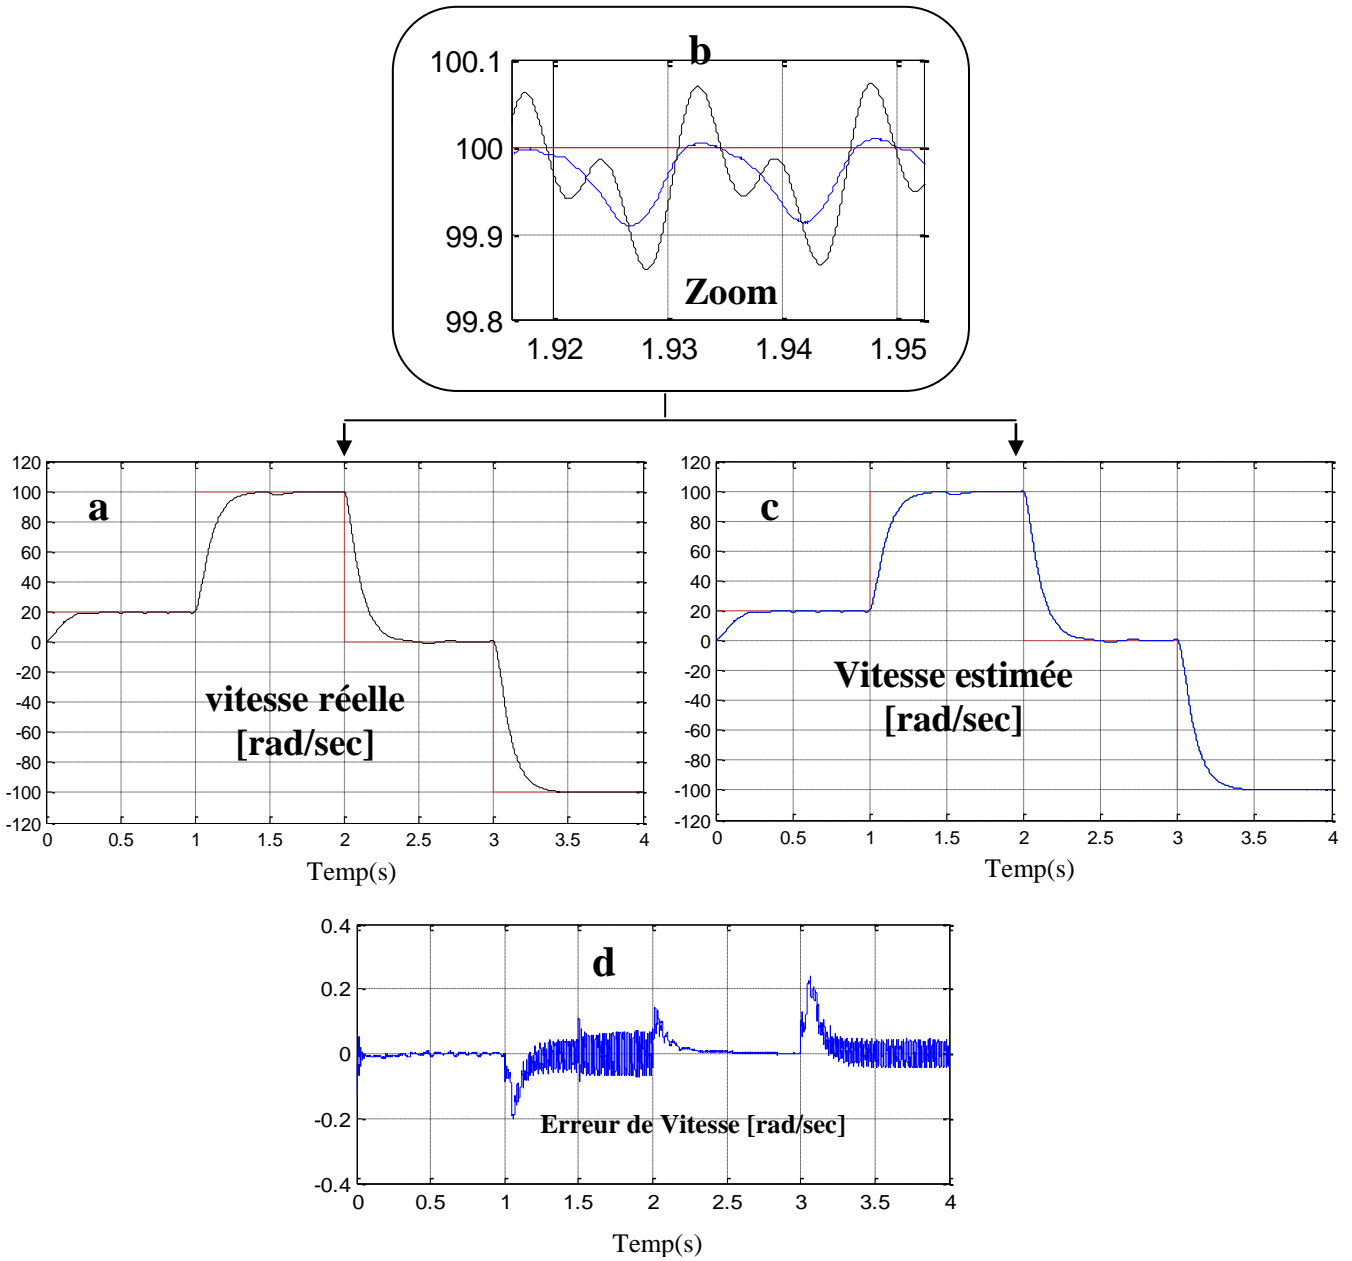 b
100.1
100
99.9
99.8
Zoom
1.92 1.93 1.94 1.95
120
100
80
60
40
20
0
-20
-40
-60
-80
-100
-120
a
vitesse réelle
[rad/sec]
0 0.5 1 1.5 2 2.5 3 3.5 4
Temp(s)
120
100
80
60
40
20
0
-20
-40
-60
-80
-100
-120
c
Vitesse estimée
[rad/sec]
0 0.5 1 1.5 2 2.5 3 3.5 4
Temp(s)
0.4
0.2
0
-0.2
-0.4
d
Erreur de Vitesse [rad/sec]
0 0.5 1 1.5 2 2.5 3 3.5 4
Temp(s)